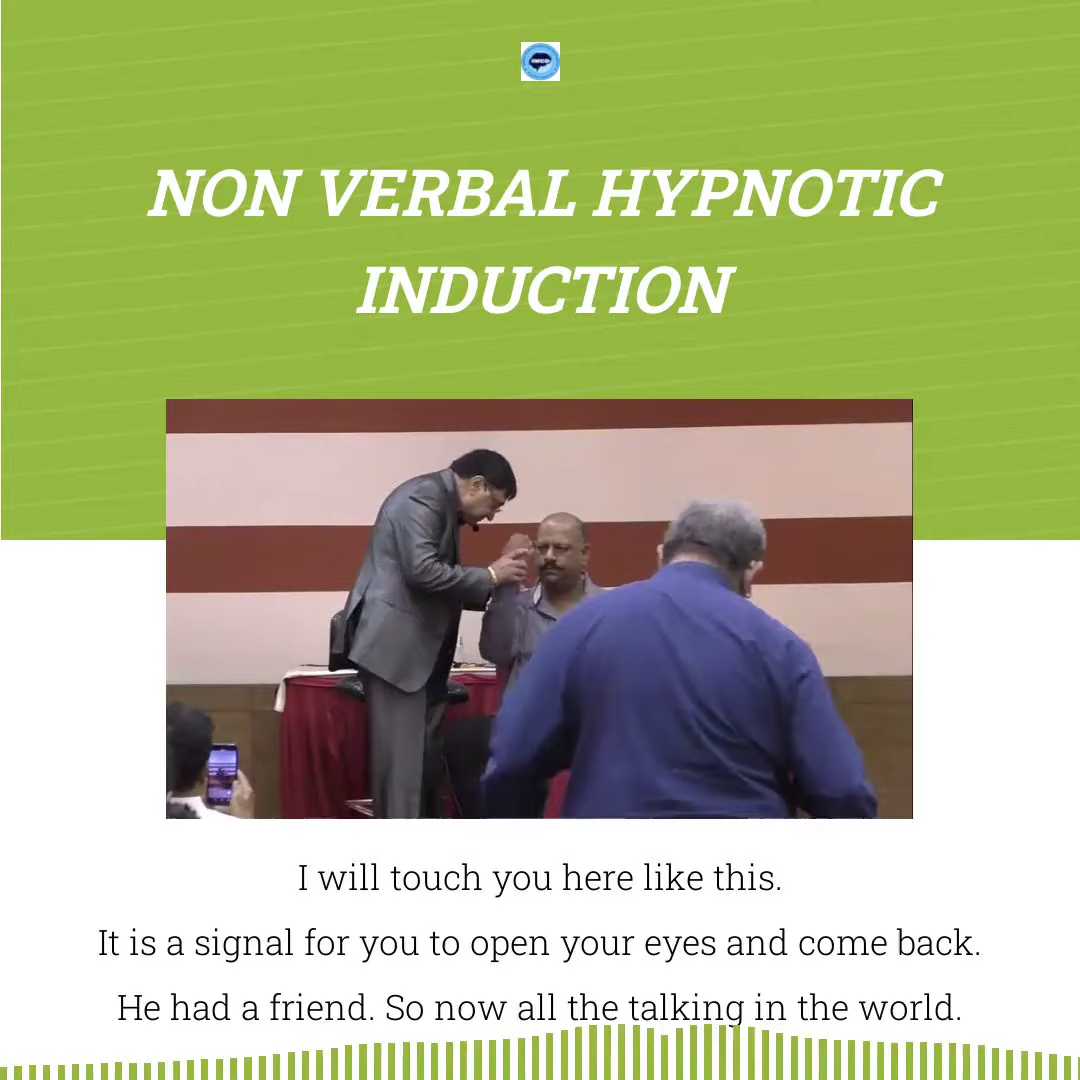 IMCD
NON VERBAL HYPNOTIC
INDUCTION
I will touch you here like this.
It is a signal for you to open your eyes and come back.
He had a friend. So now all the talking in the world.